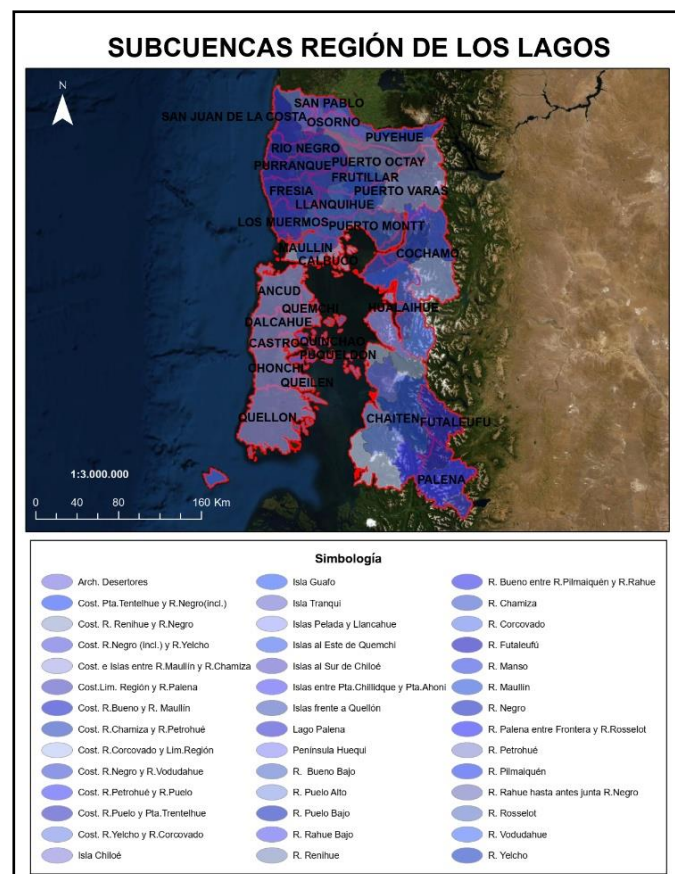 SUBCUENCAS REGIÓN DE LOS LAGOS
N
SAN PABLO
SAN JUAN DE LA COSTA
OSORNO
PUYEHUE
RIO NEGRO
PUERTO OCTAY
PURRANQUE
FRUTILLAR
FRESIA
PUERTO VARAS
LLANQUIHUE
LOS MUERMOS
PUERTO MONTT
MAULLIN
COCHAMO
CALBUCO
ANCUD
QUEMCHI
HUALAIHUE
DALCAHUE
CASTRO
QUINCHAO
PUQUELDON
CHONCHI
QUEILEN
QUELLON
CHAITEN
FUTALEUFU
PALENA
1:3.000.000
0 40 80 160 Km
Simbología
Arch. Desertores
Cost. Pta.Tentelhue y R.Negro(incl.)
Cost. R. Renihue y R.Negro
Cost. R.Negro (incl.) y R.Yelcho
Cost. e Islas entre R.Maullín y R.Chamiza
Cost.Lim. Región y R.Palena
Cost. R.Bueno y R. Maullín
Cost. R.Chamiza y R.Petrohué
Cost. R.Corcovado y Lim.Región
Cost. R.Negro y R.Vodudahue
Cost. R.Petrohué y R.Puelo
Cost. R.Puelo y Pta.Trentelhue
Cost. R.Yelcho y R.Corcovado
Isla Chiloé
Isla Guafo
Isla Tranqui
Islas Pelada y Llancahue
Islas al Este de Quemchi
Islas al Sur de Chiloé
Islas entre Pta.Chillidque y Pta.Ahoni
Islas frente a Quellón
Lago Palena
Península Huequi
R. Bueno Bajo
R. Puelo Alto
R. Puelo Bajo
R. Rahue Bajo
R. Renihue
R. Bueno entre R.Pilmaiquén y R.Rahue
R. Chamiza
R. Corcovado
R. Futaleufú
R. Manso
R. Maullín
R. Negro
R. Palena entre Frontera y R.Rosselot
R. Petrohué
R. Pilmaiquén
R. Rahue hasta antes junta R.Negro
R. Rosselot
R. Vodudahue
R. Yelcho